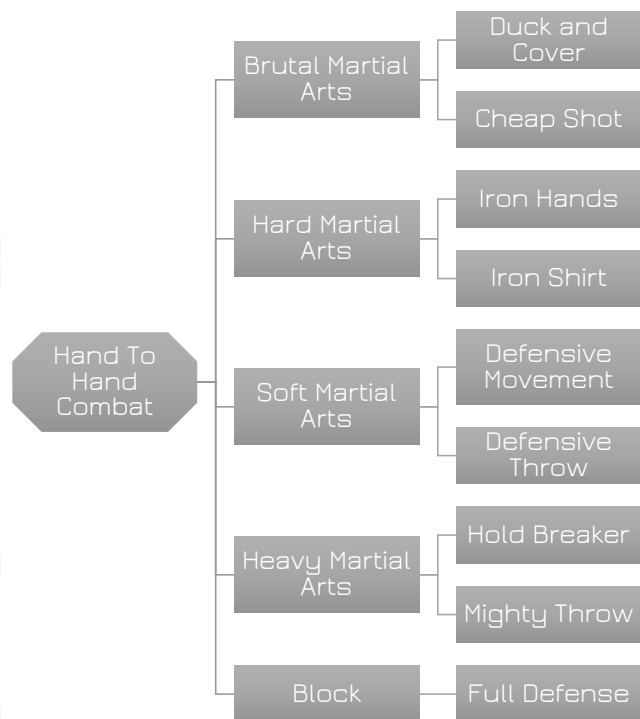 Duck and
Cover
Brutal Martial
Arts
Cheap Shot
Iron Hands
Hard Martial
Arts
Iron Shirt
Hand To
Hand
Combat
Defensive
Movement
Soft Martial
Arts
Defensive
Throw
Hold Breaker
Heavy Martial
Arts
Mighty Throw
Block
Full Defense